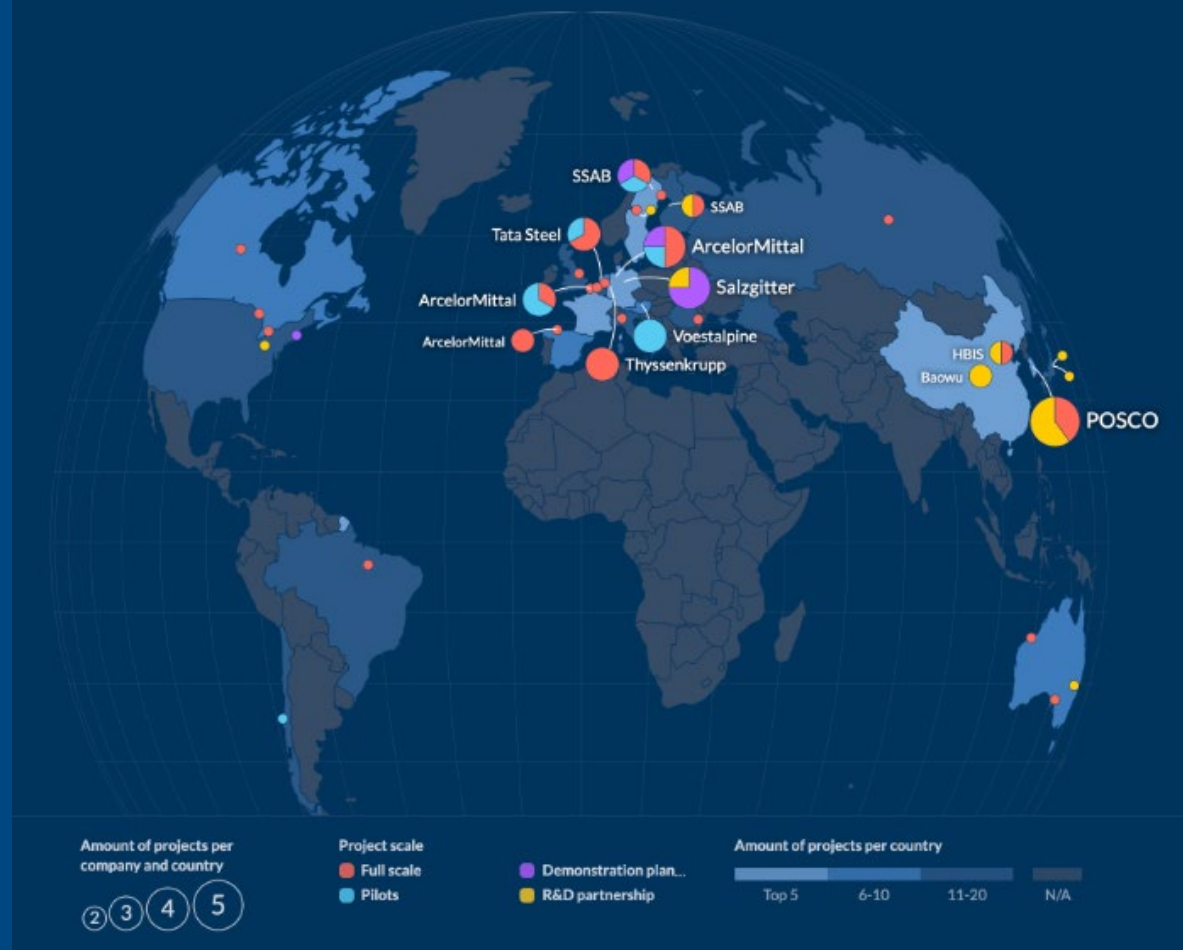 SSAB
SSAB
Tata Steel
ArcelorMittal
Salzgitter
ArcelorMittal
Voestalpine
ArcelorMittal
Thyssenkrupp
HBIS
Baowu
POSCO
Amount of projects per
company and country
2 3 4 5
Project scale
Full scale
Pilots
Demonstration plan...
R&D partnership
Amount of projects per country
Top 5 6-10 11-20 N/A